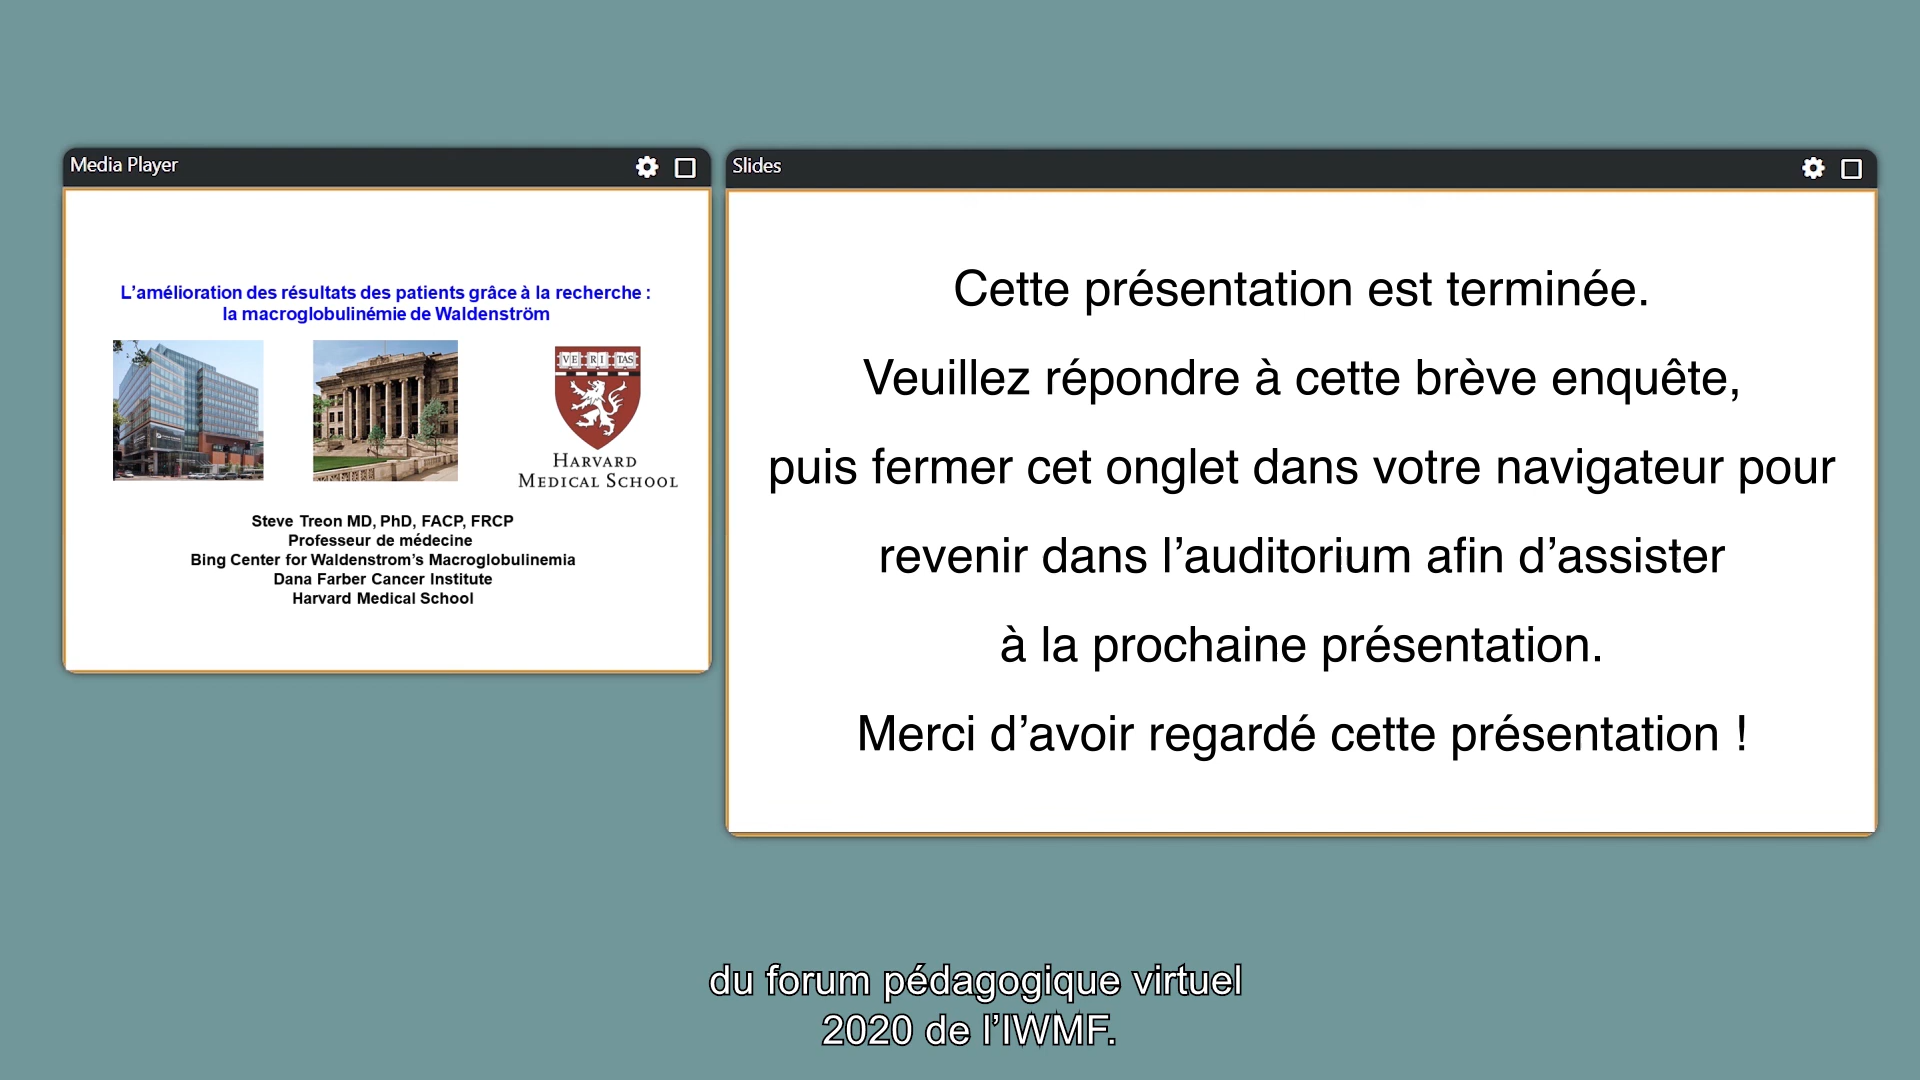 Media Player
L’amélioration des résultats des patients grâce à la recherche :
la macroglobulinémie de Waldenström
VE RI TAS
HARVARD
MEDICAL SCHOOL
Steve Treon MD, PhD, FACP, FRCP
Professeur de médecine
Bing Center for Waldenstrom’s Macroglobulinemia
Dana Farber Cancer Institute
Harvard Medical School
Slides
Cette présentation est terminée.
Veuillez répondre à cette brève enquête,
puis fermer cet onglet dans votre navigateur pour
revenir dans l’auditorium afin d’assister
à la prochaine présentation.
Merci d’avoir regardé cette présentation !
du forum pédagogique virtuel
2020 de l’IWMF.